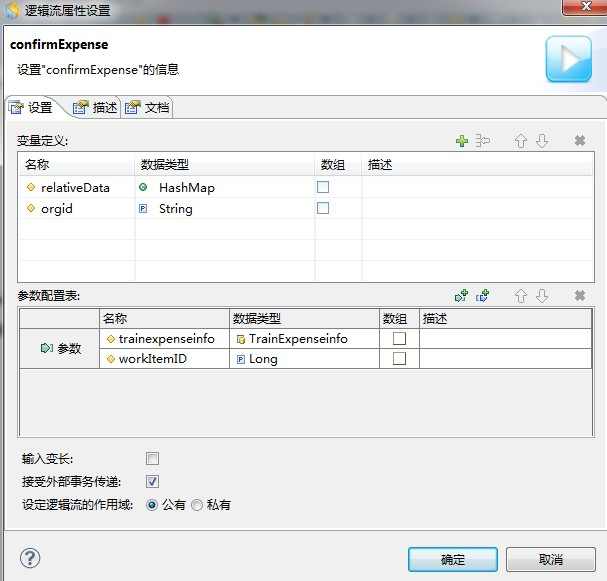 逻辑流属性设置
confirmExpense
设置"confirmExpense"的信息
设置 描述 文档
变量定义:
名称 数据类型 数组 描述
relativeData HashMap
orgid String
参数配置表:
名称 数据类型 数组 描述
参数 trainexpenseinfo TrainExpenseinfo
workItemID Long
输入变长:
接受外部事务传递:
设定逻辑流的作用域: 公有 私有
确定 取消